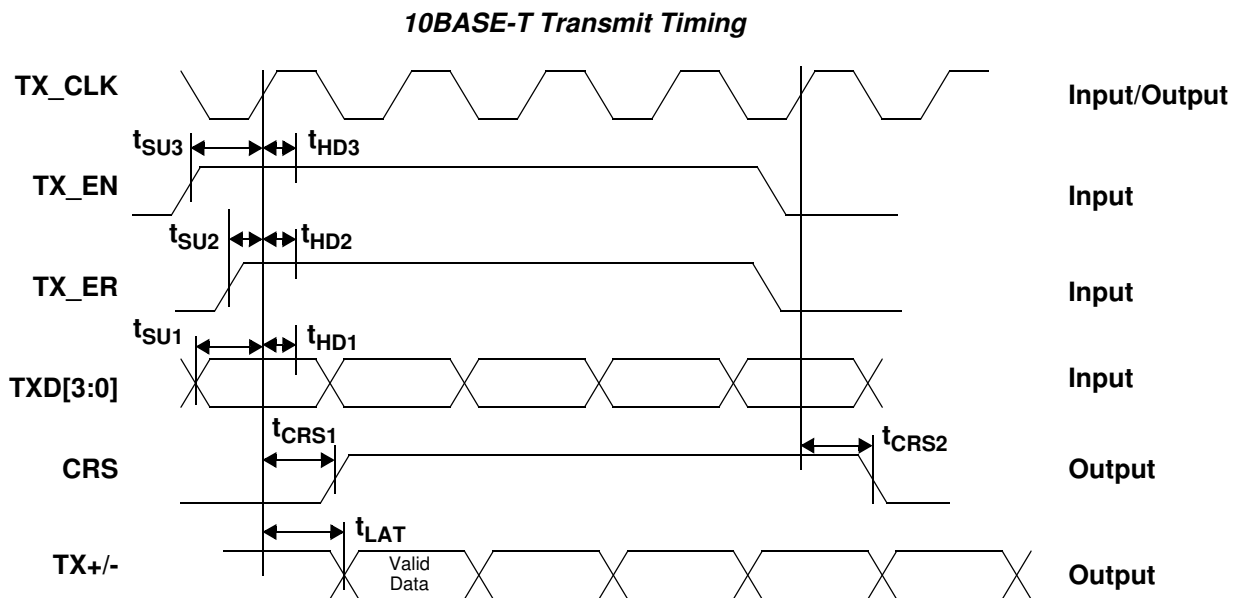 10BASE-T Transmit Timing
TX_CLK
Input/Output
tSU3
tHD3
TX_EN
Input
tSU2
tHD2
TX_ER
Input
tSU1
tHD1
TXD[3:0]
Input
tCRS1
tCRS2
CRS
Output
tLAT
TX+/-
Valid
Data
Output